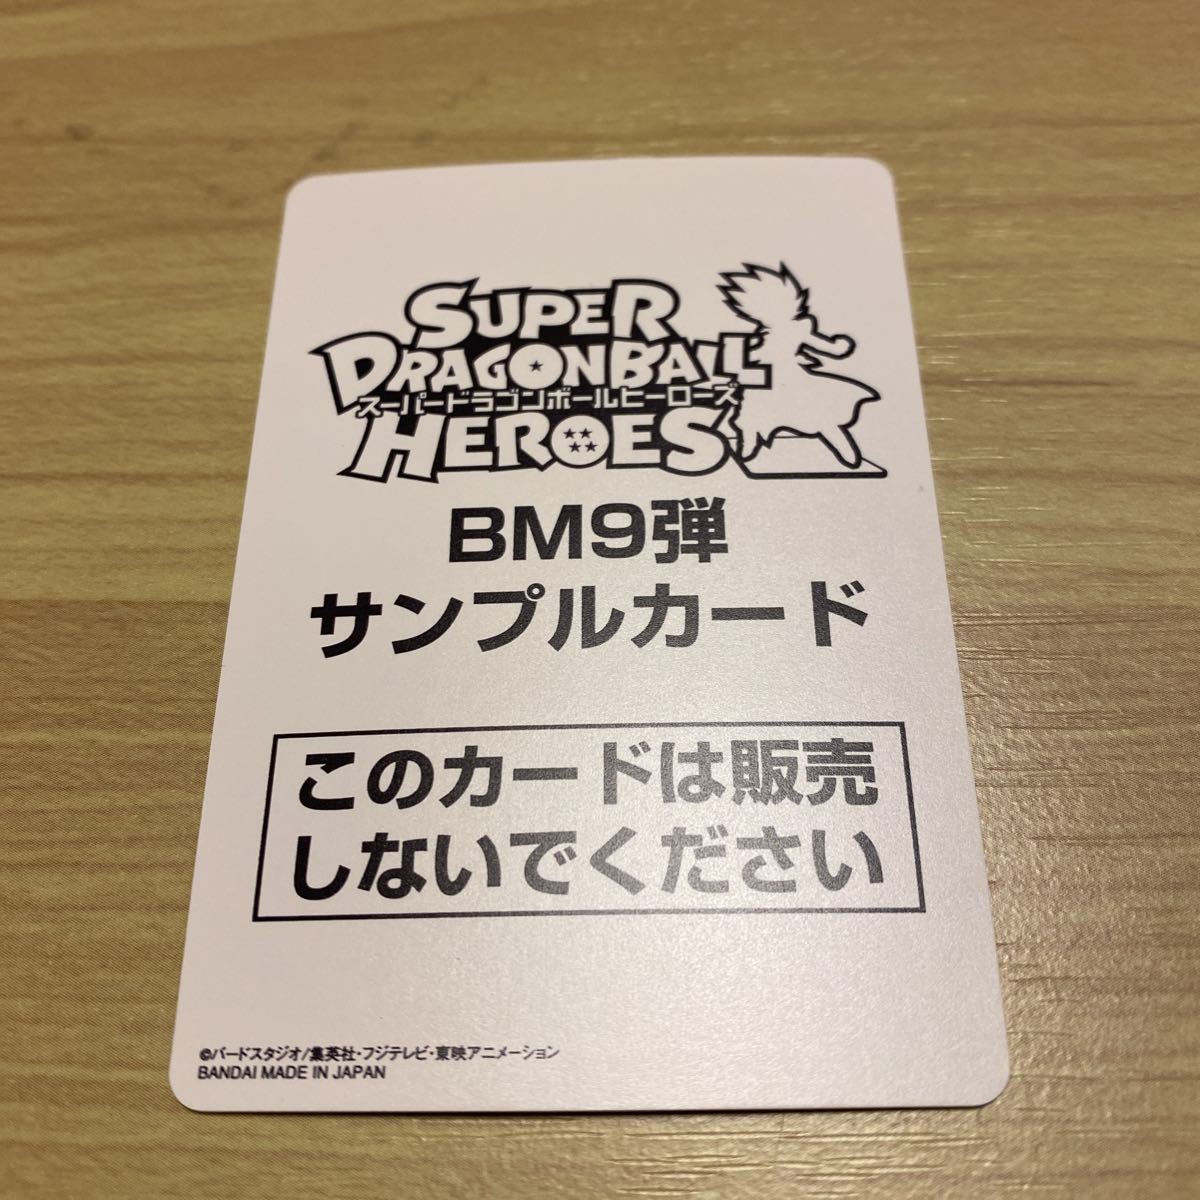 SUPER
DRAGONBALL
スーパードラゴンボールヒーローズ
HEROES
BM9弾
サンプルカード
このカードは販売
しないでください
©バードスタジオ/集英社・フジテレビ・東映アニメーション
BANDAI MADE IN JAPAN